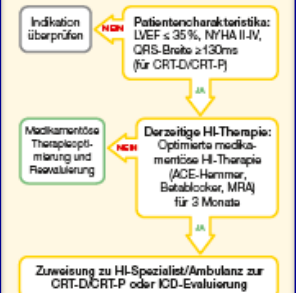 Indikation
überprüfen
NEIN
Patientencharakteristika:
LVEF ≤ 35%, NYHA II-IV,
QRS-Breite ≥130ms
(für CRT-D/CRT-P)
JA
Medikamentöse
Therapieopti-
mierung und
Reevaluierung
NEIN
Derzeitige HI-Therapie:
Optimierte medika-
mentöse HI-Therapie
(ACE-Hemmer,
Betablocker, MRA)
für 3 Monate
JA
Zuweisung zu HI-Spezialist/Ambulanz zur
CRT-D/CRT-P oder ICD-Evaluierung